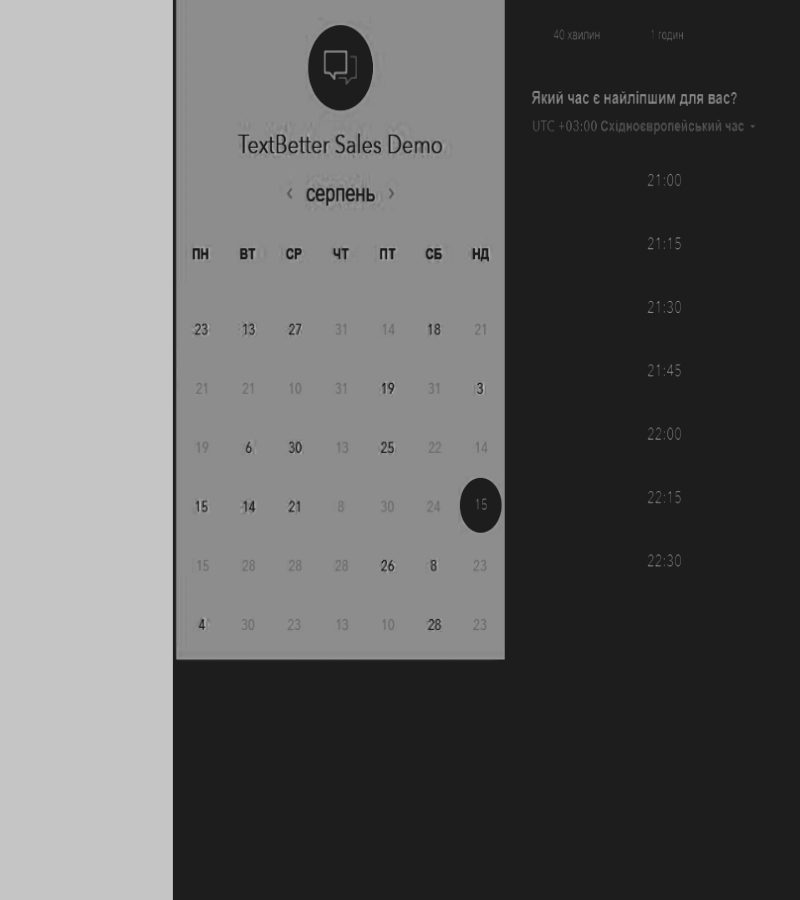 TextBetter Sales Demo
‹ серпень ›
ПН ВТ СР ЧТ ПТ СБ НД
23 13 27 31 14 18 21
21 21 10 31 19 31 3
19 6 30 13 25 22 14
15 14 21 8 30 24 15
15 28 28 28 26 8 23
4 30 23 13 10 28 23
40 хвилин 1 годин
Який час є найліпшим для вас?
UTC +03:00 Східноєвропейський час
21:00
21:15
21:30
21:45
22:00
22:15
22:30